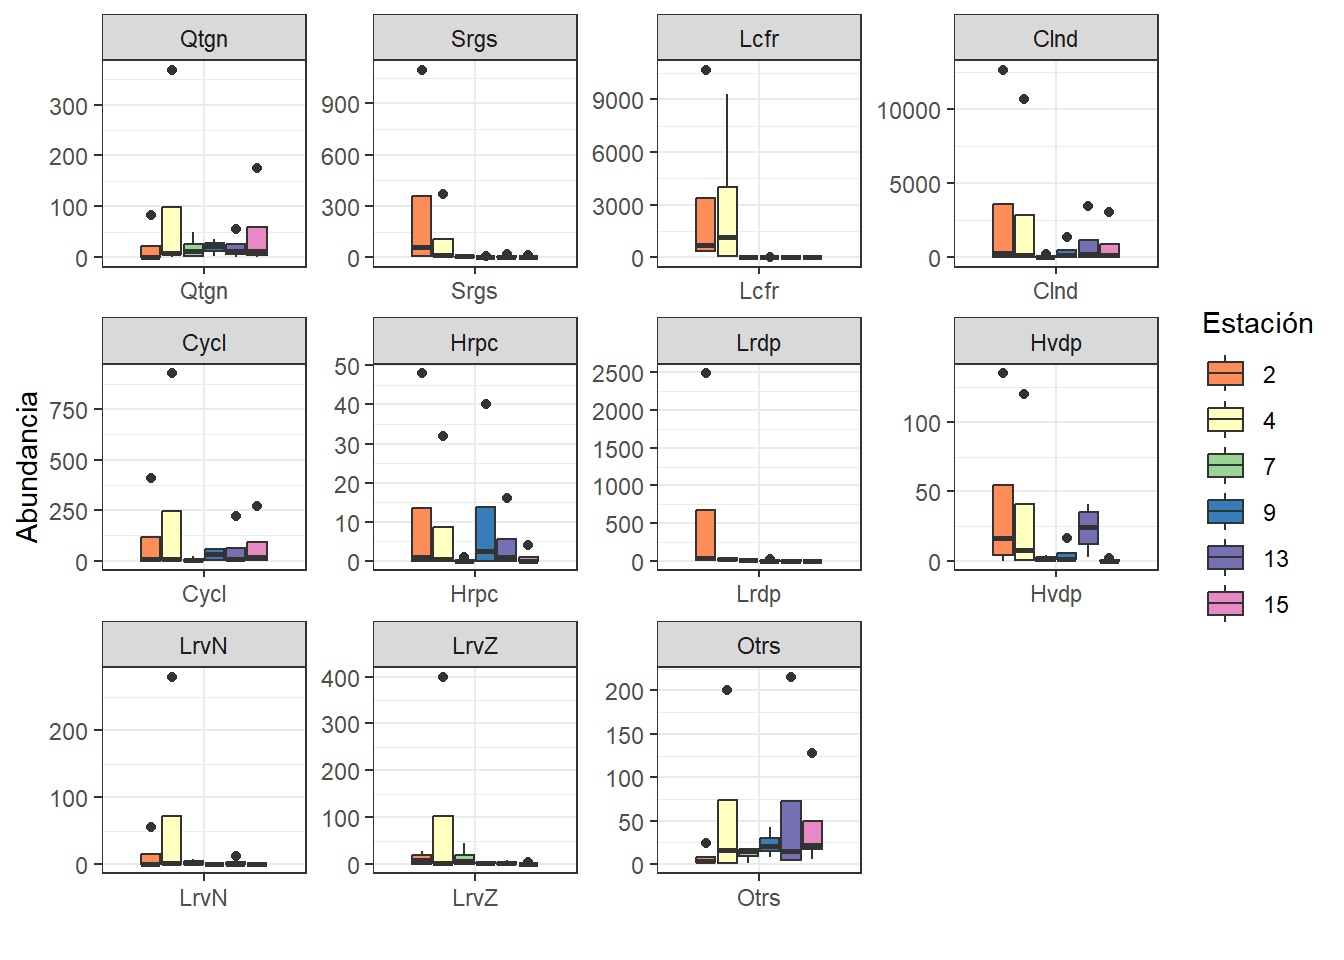 Qtgn
Srgs
Lcfr
Clnd
300
200
100
0
900
600
300
0
9000
6000
3000
0
10000
5000
0
Qtgn
Srgs
Lcfr
Clnd
Cycl
Hrpc
Lrdp
Hvdp
750
500
250
0
50
40
30
20
10
0
2500
2000
1500
1000
500
0
100
50
0
Cycl
Hrpc
Lrdp
Hvdp
LrvN
LrvZ
Otrs
200
100
0
400
300
200
100
0
200
150
100
50
0
LrvN
LrvZ
Otrs
Abundancia
Estación
2
4
7
9
13
15